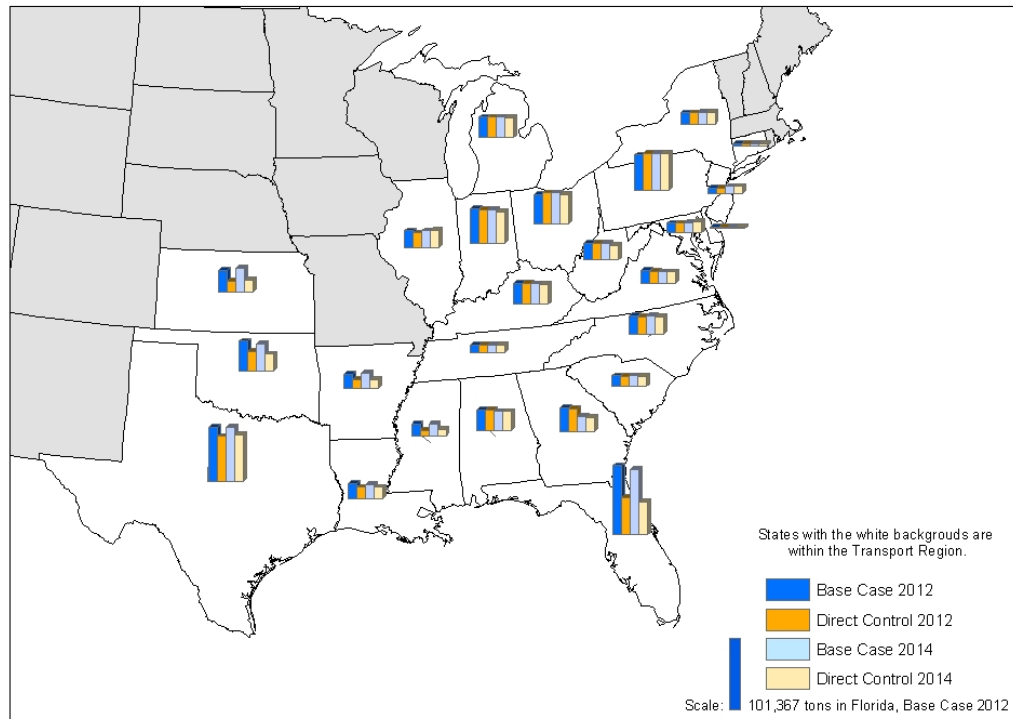 States with the white backgrouds are
within the Transport Region.
Base Case 2012
Direct Control 2012
Base Case 2014
Direct Control 2014
Scale: 101,367 tons in Florida, Base Case 2012